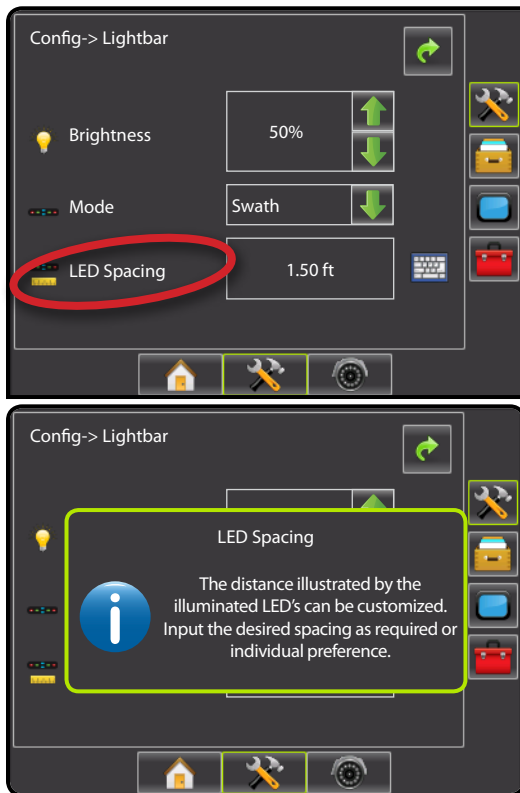 Config-> Lightbar
Brightness
50%
Mode
Swath
LED Spacing
1.50 ft
Config-> Lightbar
LED Spacing
The distance illustrated by the
illuminated LED's can be customized.
Input the desired spacing as required or
individual preference.